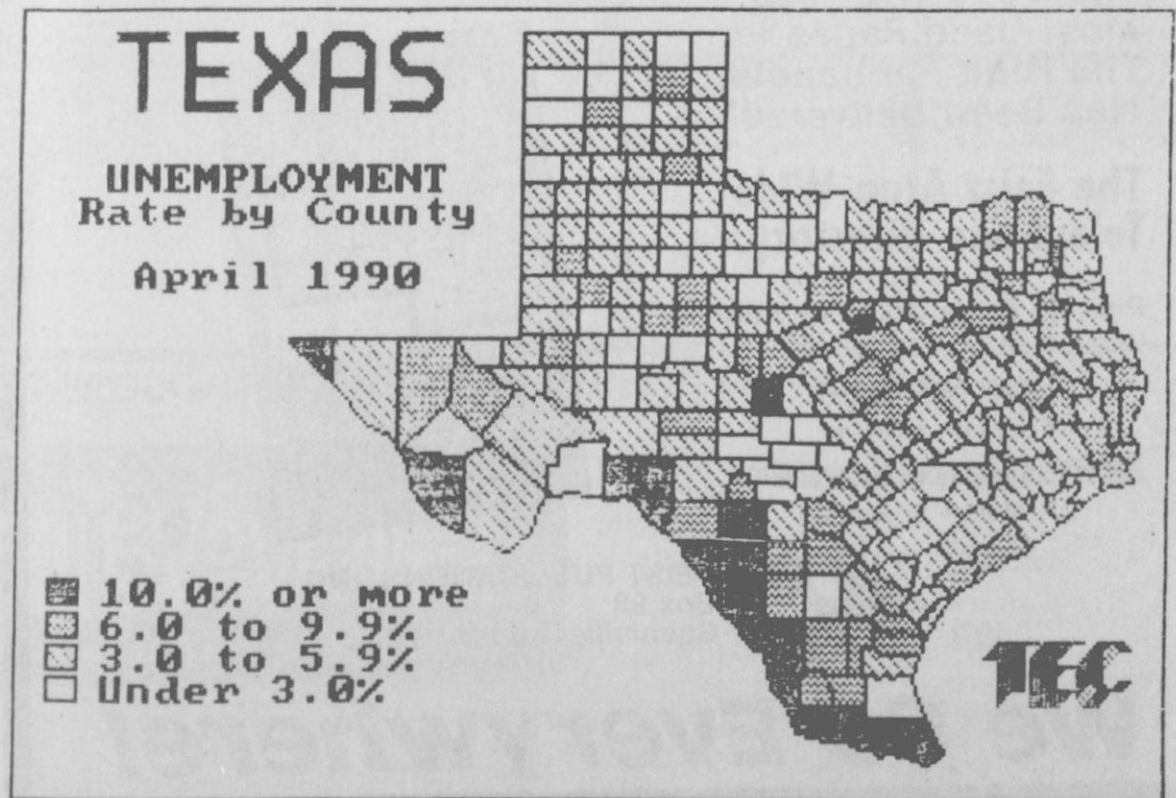 TEXAS
UNEMPLOYMENT
Rate by County
April 1990
10.0% or more
6.0 to 9.9%
3.0 to 5.9%
Under 3.0%
TEC